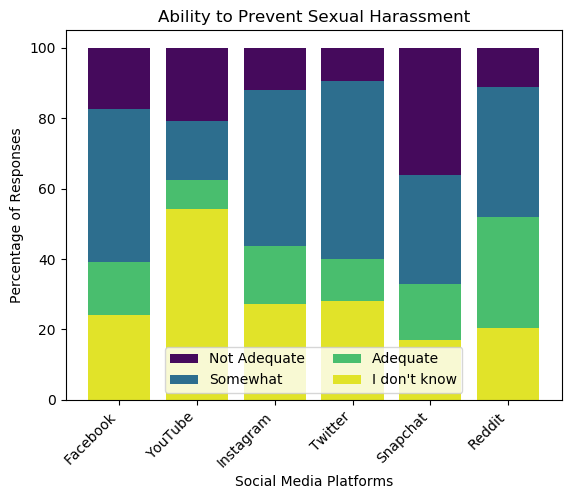 Ability to Prevent Sexual Harassment
Percentage of Responses
100
80
60
40
20
0
Not Adequate
Somewhat
Adequate
I don't know
Facebook
YouTube
Instagram
Twitter
Snapchat
Reddit
Social Media Platforms